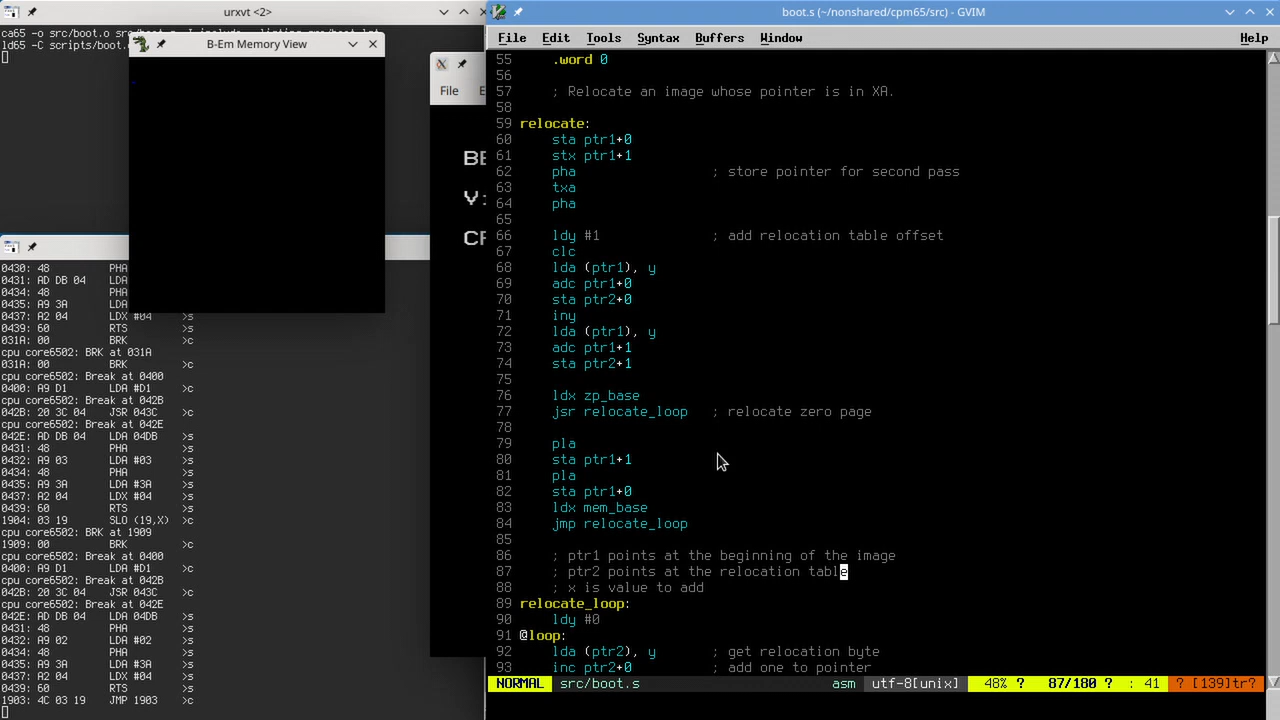 urxvt <2>
ca65 -o src/boot.o src/boot.s -I include --listing src/boot.lst
ld65 -C scripts/boot.
B-Em Memory View
File
BB
V:
CP
0430: 48 PHA
0431: AD DB 04 LDA
0434: 48 PHA
0435: A9 3A LDA
0437: A2 04 LDX #04 >s
0439: 60 RTS >s
031A: 00 BRK >c
cpu core6502: BRK at 031A
031A: 00 BRK >c
cpu core6502: Break at 0400
0400: A9 D1 LDA #D1 >c
cpu core6502: Break at 042B
042B: 20 3C 04 JSR 043C >c
cpu core6502: Break at 042E
042E: AD DB 04 LDA 04DB >s
0431: 48 PHA >s
0432: A9 03 LDA #03 >s
0434: 48 PHA >s
0435: A9 3A LDA #3A >s
0437: A2 04 LDX #04 >s
0439: 60 RTS >s
1904: 03 19 SLO (19,X) >c
cpu core6502: BRK at 1909
1909: 00 BRK >c
cpu core6502: Break at 0400
0400: A9 D1 LDA #D1 >c
cpu core6502: Break at 042B
042B: 20 3C 04 JSR 043C >c
cpu core6502: Break at 042E
042E: AD DB 04 LDA 04DB >s
0431: 48 PHA >s
0432: A9 02 LDA #02 >s
0434: 48 PHA >s
0435: A9 3A LDA #3A >s
0437: A2 04 LDX #04 >s
0439: 60 RTS >s
1903: 4C 03 19 JMP 1903 >c
boot.s (~/nonshared/cpm65/src) - GVIM
File Edit Tools Syntax Buffers Window Help
55 .word 0
56
57 ; Relocate an image whose pointer is in XA.
58
59 relocate:
60 sta ptr1+0
61 stx ptr1+1
62 pha ; store pointer for second pass
63 txa
64 pha
65
66 ldy #1 ; add relocation table offset
67 clc
68 lda (ptr1), y
69 adc ptr1+0
70 sta ptr2+0
71 iny
72 lda (ptr1), y
73 adc ptr1+1
74 sta ptr2+1
75
76 ldx zp_base
77 jsr relocate_loop ; relocate zero page
78
79 pla
80 sta ptr1+1
81 pla
82 sta ptr1+0
83 ldx mem_base
84 jmp relocate_loop
85
86 ; ptr1 points at the beginning of the image
87 ; ptr2 points at the relocation table
88 ; x is value to add
89 relocate_loop:
90 ldy #0
91 @loop:
92 lda (ptr2), y ; get relocation byte
93 inc ptr2+0 ; add one to pointer
NORMAL src/boot.s asm utf-8[unix] 48% ? 87/180 ? : 41 ? [139]tr?